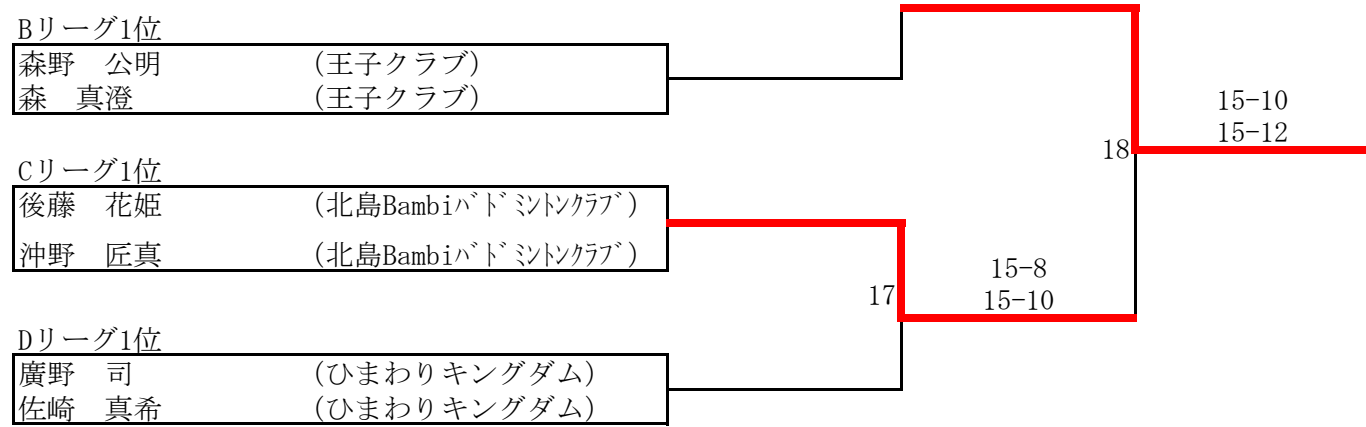 Bリーグ1位
森野　公明　（王子クラブ）
森　真澄　（王子クラブ）
15-10
15-12
18
Cリーグ1位
後藤　花姫　（北島Bambiﾊﾞﾄﾞﾐﾝﾄﾝｸﾗﾌﾞ）
沖野　匠真　（北島Bambiﾊﾞﾄﾞﾐﾝﾄﾝｸﾗﾌﾞ）
15-8
17
15-10
Dリーグ1位
廣野　司　（ひまわりキングダム）
佐崎　真希　（ひまわりキングダム）